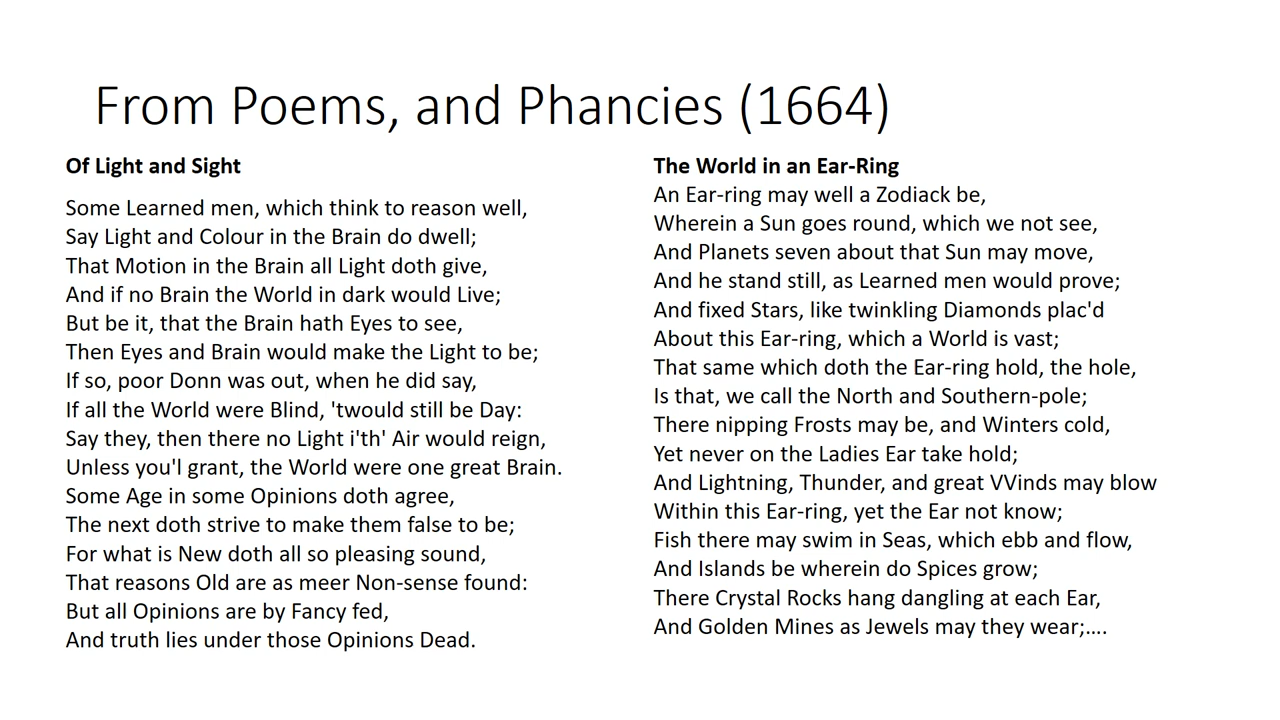 From Poems, and Phancies (1664)
Of Light and Sight
Some Learned men, which think to reason well,
Say Light and Colour in the Brain do dwell;
That Motion in the Brain all Light doth give,
And if no Brain the World in dark would Live;
But be it, that the Brain hath Eyes to see,
Then Eyes and Brain would make the Light to be;
If so, poor Donn was out, when he did say,
If all the World were Blind, 'twould still be Day:
Say they, then there no Light i'th' Air would reign,
Unless you'l grant, the World were one great Brain.
Some Age in some Opinions doth agree,
The next doth strive to make them false to be;
For what is New doth all so pleasing sound,
That reasons Old are as meer Non-sense found:
But all Opinions are by Fancy fed,
And truth lies under those Opinions Dead.
The World in an Ear-Ring
An Ear-ring may well a Zodiack be,
Wherein a Sun goes round, which we not see,
And Planets seven about that Sun may move,
And he stand still, as Learned men would prove;
And fixed Stars, like twinkling Diamonds plac'd
About this Ear-ring, which a World is vast;
That same which doth the Ear-ring hold, the hole,
Is that, we call the North and Southern-pole;
There nipping Frosts may be, and Winters cold,
Yet never on the Ladies Ear take hold;
And Lightning, Thunder, and great VVinds may blow
Within this Ear-ring, yet the Ear not know;
Fish there may swim in Seas, which ebb and flow,
And Islands be wherein do Spices grow;
There Crystal Rocks hang dangling at each Ear,
And Golden Mines as Jewels may they wear;….